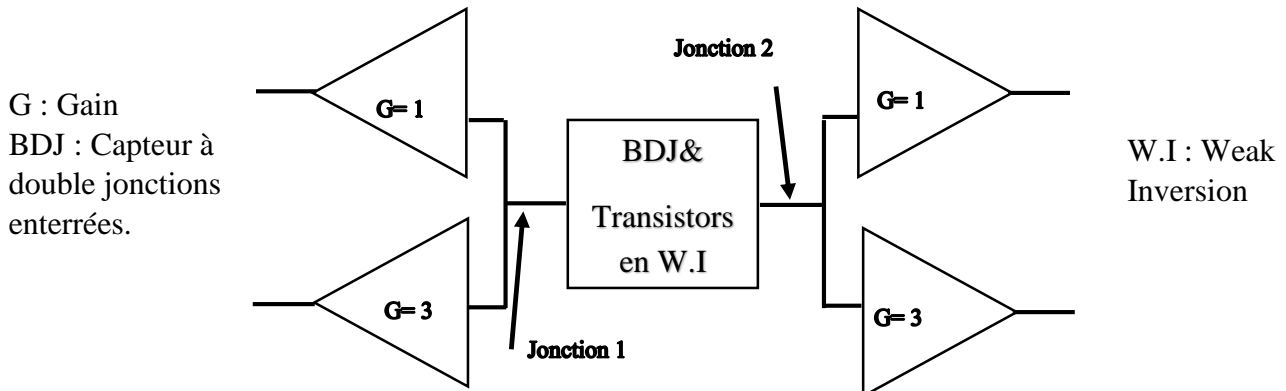 Jonction 2
G : Gain
BDJ : Capteur à
double jonctions
enterrées.
G= 1
G= 1
BDJ&
Transistors
en W.I
W.I : Weak
Inversion
G= 3
G= 3
Jonction 1